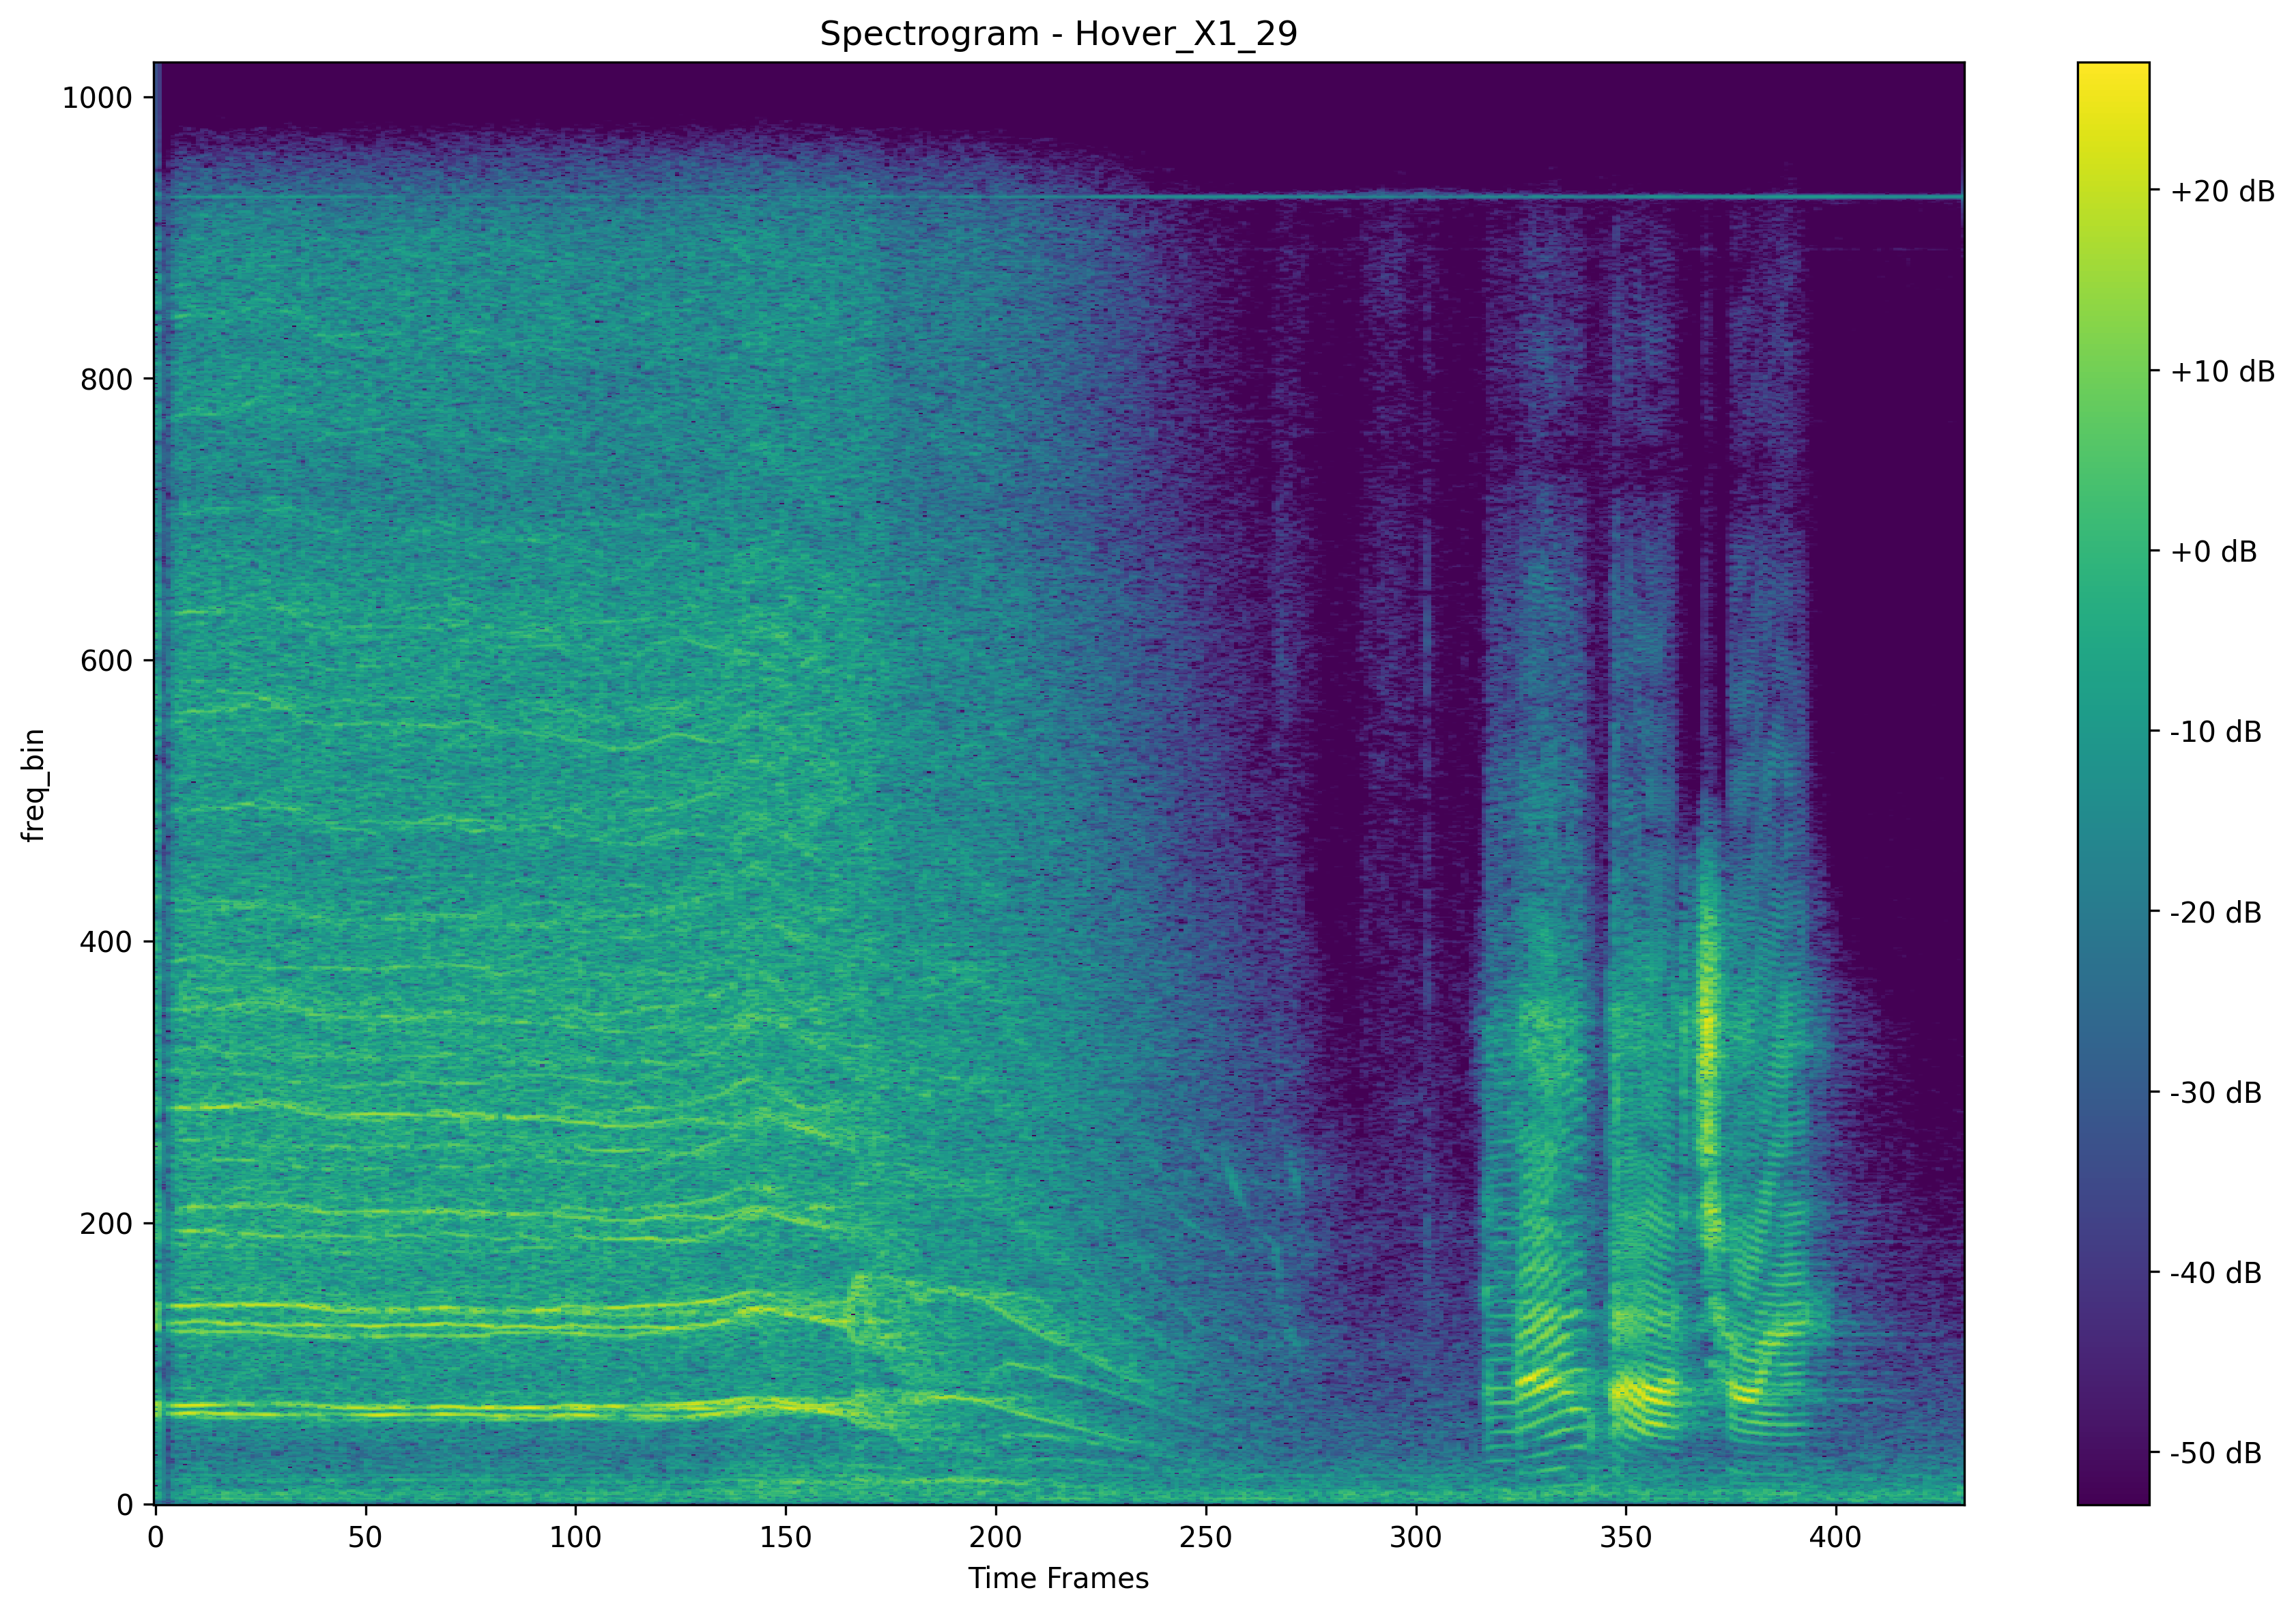 Spectrogram - Hover_X1_29
1000
800
600
400
200
0
freq_bin
0 50 100 150 200 250 300 350 400
Time Frames
+20 dB
+10 dB
+0 dB
-10 dB
-20 dB
-30 dB
-40 dB
-50 dB